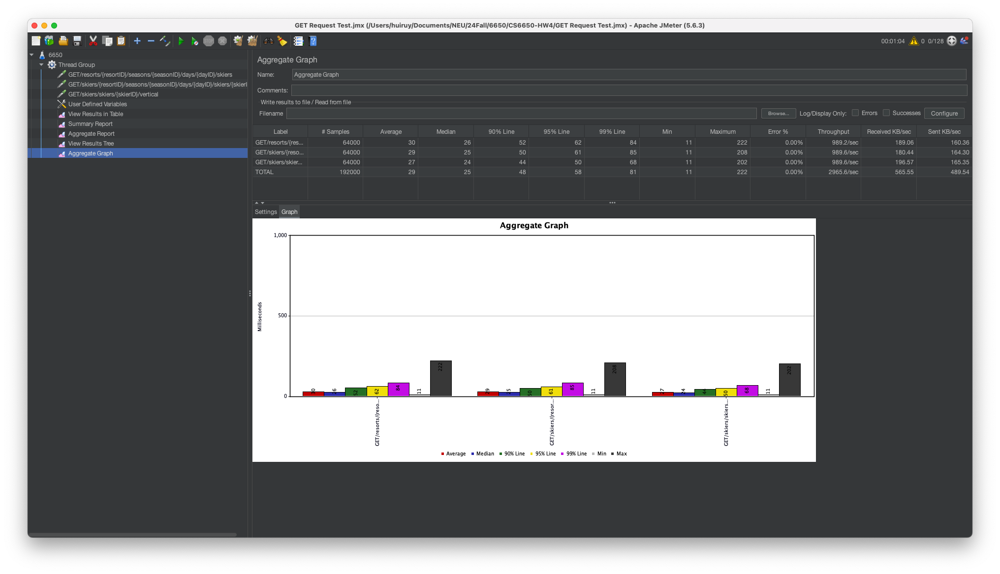 GET Request Test.jmx (/Users/huiruy/Documents/NEU/24Fall/6650/CS6650-HW4/GET Request Test.jmx) - Apache JMeter (5.6.3)
STOP ? 00:01:04 0 0/128
6650
Thread Group
GET/resorts/{resortID}/seasons/{seasonID}/days/{dayID}/skiers
GET/skiers/{resortID}/seasons/{seasonID}/days/{dayID}/skiers/{skierI
GET/skiers/skiers/{skierID}/vertical
User Defined Variables
View Results in Table
Summary Report
Aggregate Report
View Results Tree
Aggregate Graph
Aggregate Graph
Name: Aggregate Graph
Comments:
Write results to file / Read from file
Filename Browse... Log/Display Only: Errors Successes Configure
Label # Samples Average Median 90% Line 95% Line 99% Line Min Maximum Error % Throughput Received KB/sec Sent KB/sec
GET/resorts/{res... 64000 30 26 52 62 84 11 222 0.00% 989.2/sec 189.06 160.36
GET/skiers/{reso... 64000 29 25 50 61 85 11 208 0.00% 989.6/sec 180.44 164.30
GET/skiers/skier... 64000 27 24 44 50 68 11 202 0.00% 989.6/sec 196.57 165.35
TOTAL 192000 29 25 48 58 81 11 222 0.00% 2965.6/sec 565.55 489.54
Settings Graph
Aggregate Graph
1,000
500
0
Milliseconds
30 26 52 62 84 11 222
29 25 50 61 85 11 208
27 24 44 50 68 11 202
GET/resorts/{reso...
GET/skiers/{resor...
GET/skiers/skiers...
Average Median 90% Line 95% Line 99% Line Min Max